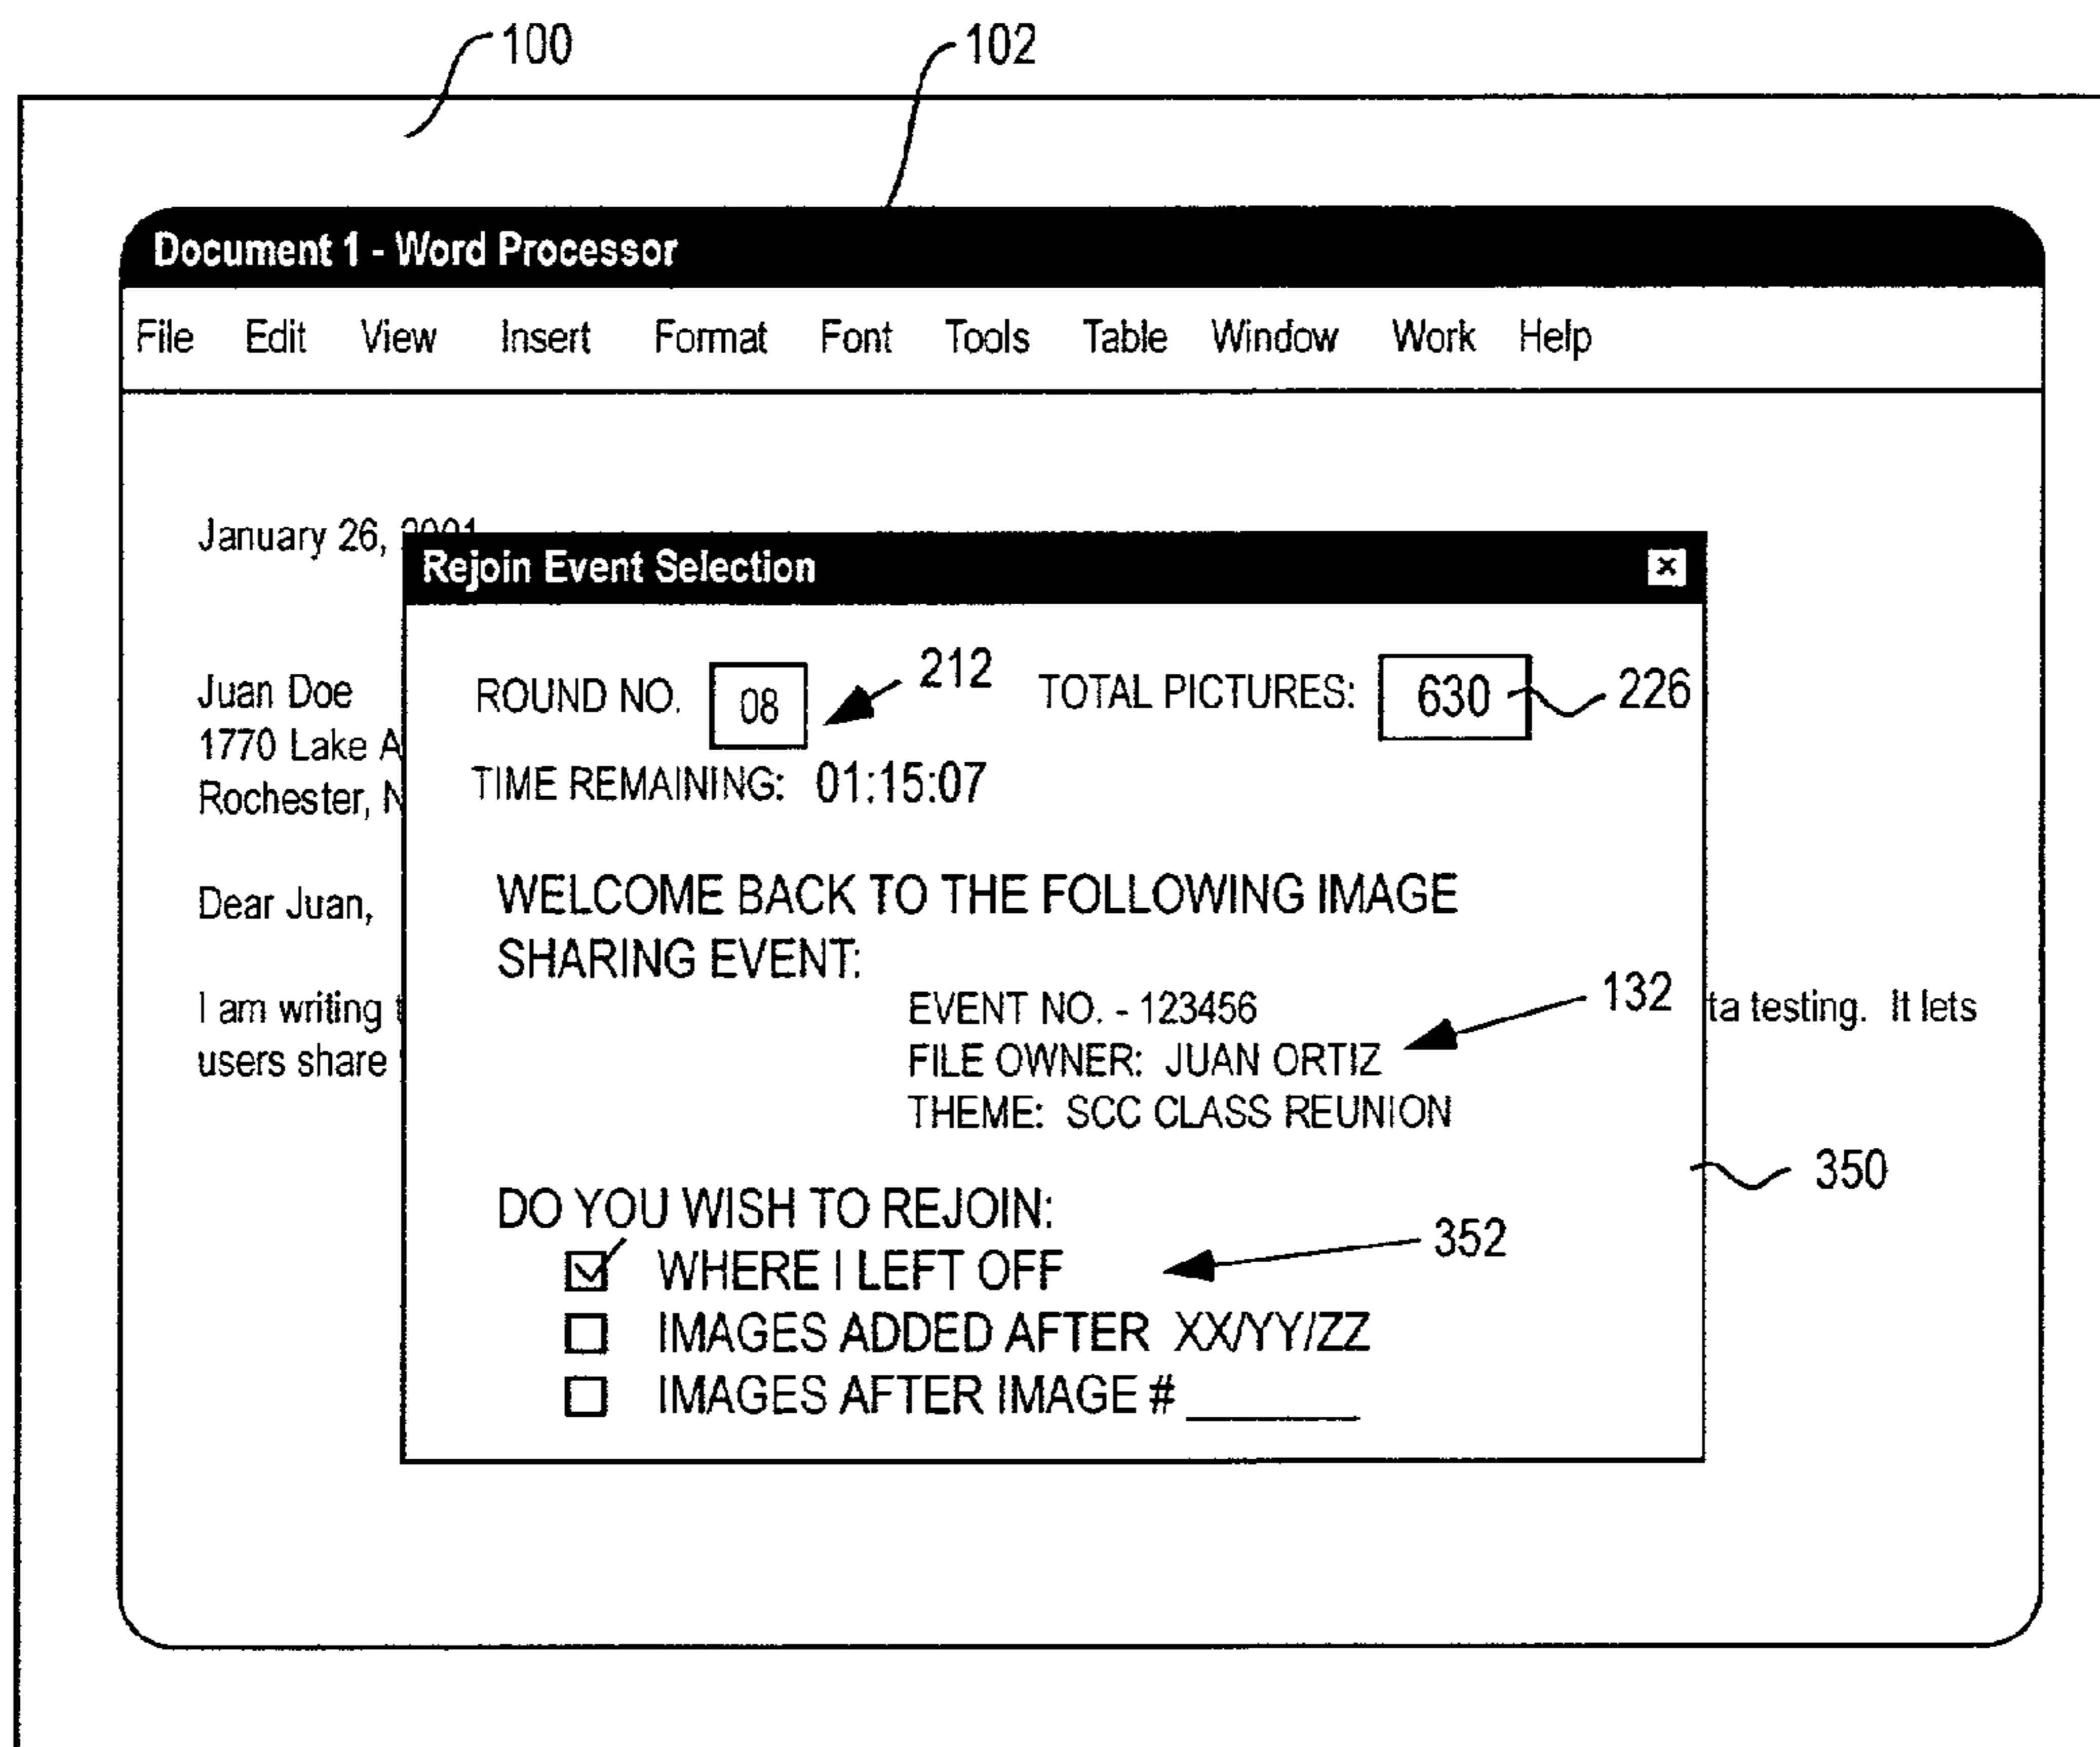 100 102
Document 1 - Word Processor
File Edit View Insert Format Font Tools Table Window Work Help
January 26,
Rejoin Event Selection
ROUND NO. 08 212 TOTAL PICTURES: 630 226
TIME REMAINING: 01:15:07
Juan Doe
1770 Lake A
Rochester, N
Dear Juan,
WELCOME BACK TO THE FOLLOWING IMAGE
SHARING EVENT:
EVENT NO. - 123456 132
FILE OWNER: JUAN ORTIZ
THEME: SCC CLASS REUNION
I am writing ta testing. It lets
users share
350
DO YOU WISH TO REJOIN:
WHERE I LEFT OFF 352
IMAGES ADDED AFTER XX/YY/ZZ
IMAGES AFTER IMAGE # ______